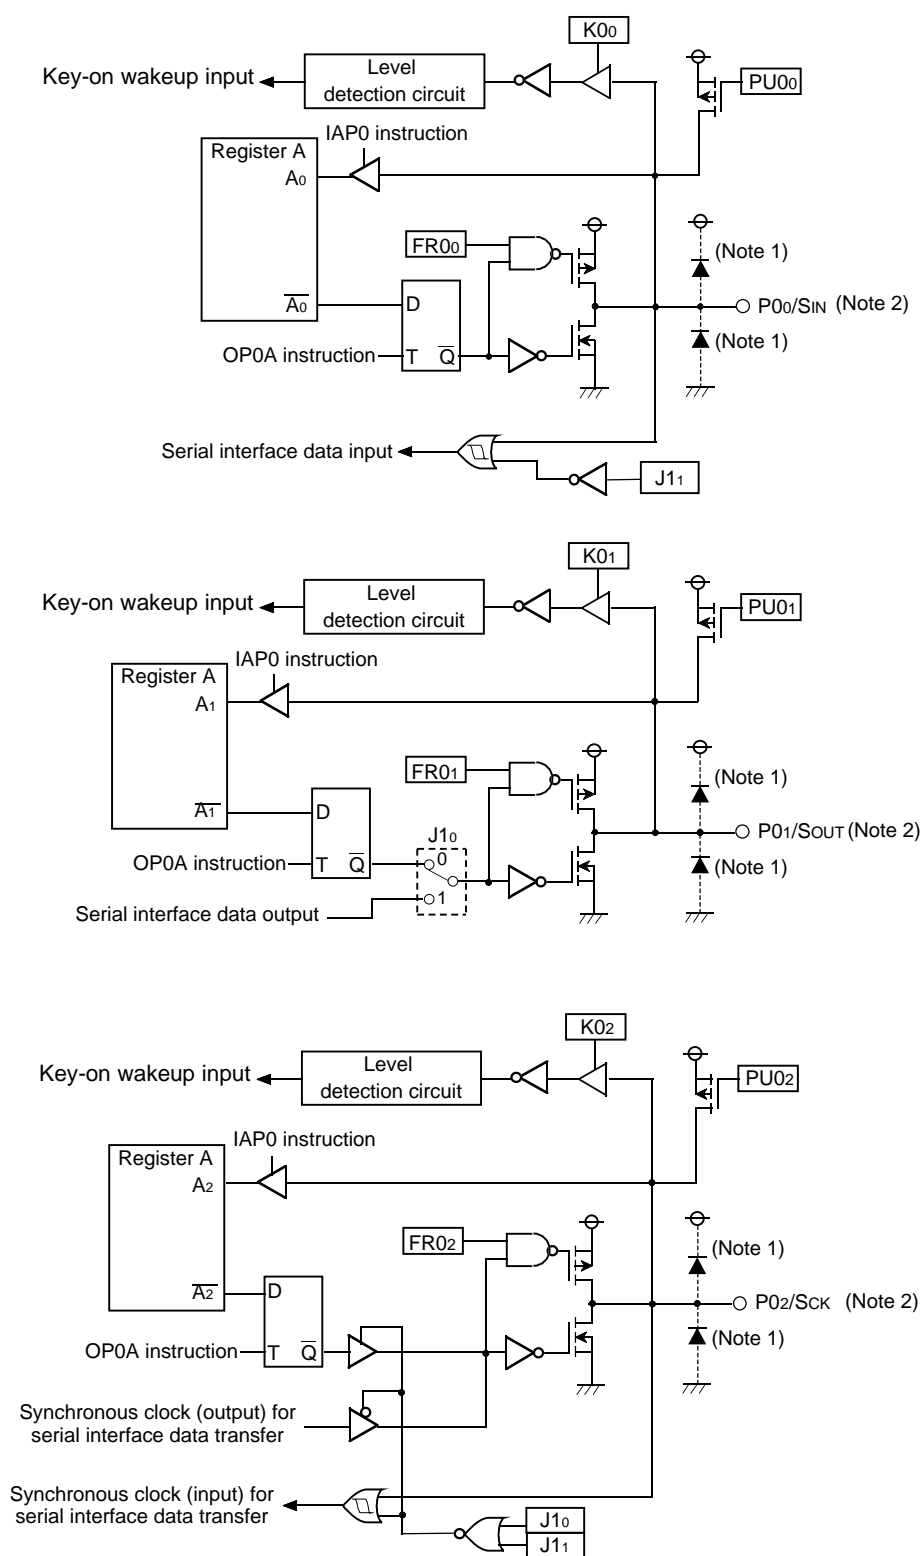 K00
Key-on wakeup input
Level
detection circuit
PU00
IAP0 instruction
Register A
A0
FR00
(Note 1)
A0
D
P00/SIN (Note 2)
OP0A instruction
T Q
(Note 1)
Serial interface data input
J11
K01
Key-on wakeup input
Level
detection circuit
PU01
IAP0 instruction
Register A
A1
FR01
(Note 1)
A1
D
J10
P01/SOUT (Note 2)
OP0A instruction
T Q
0
(Note 1)
Serial interface data output
1
K02
Key-on wakeup input
Level
detection circuit
PU02
IAP0 instruction
Register A
A2
FR02
(Note 1)
A2
D
P02/SCK (Note 2)
OP0A instruction
T Q
(Note 1)
Synchronous clock (output) for
serial interface data transfer
Synchronous clock (input) for
serial interface data transfer
J10
J11